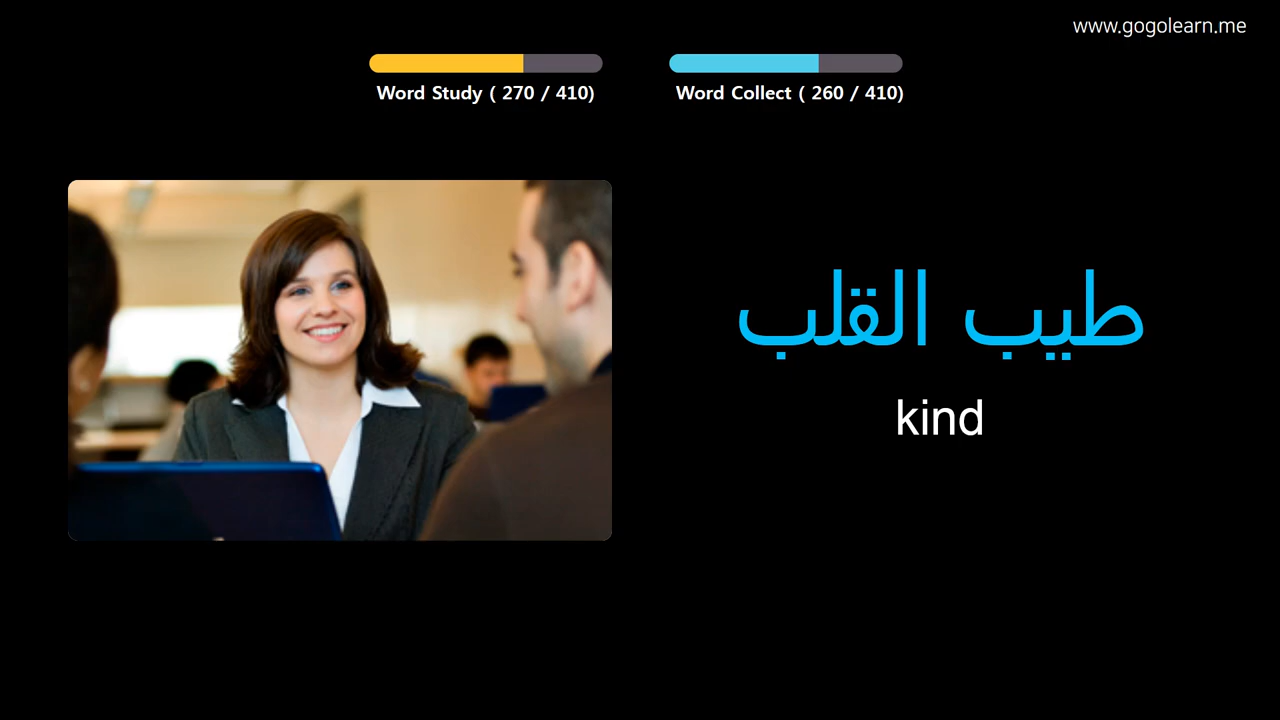 www.gogolearn.me
Word Study ( 270 / 410)
Word Collect ( 260 / 410)
طيب القلب
kind